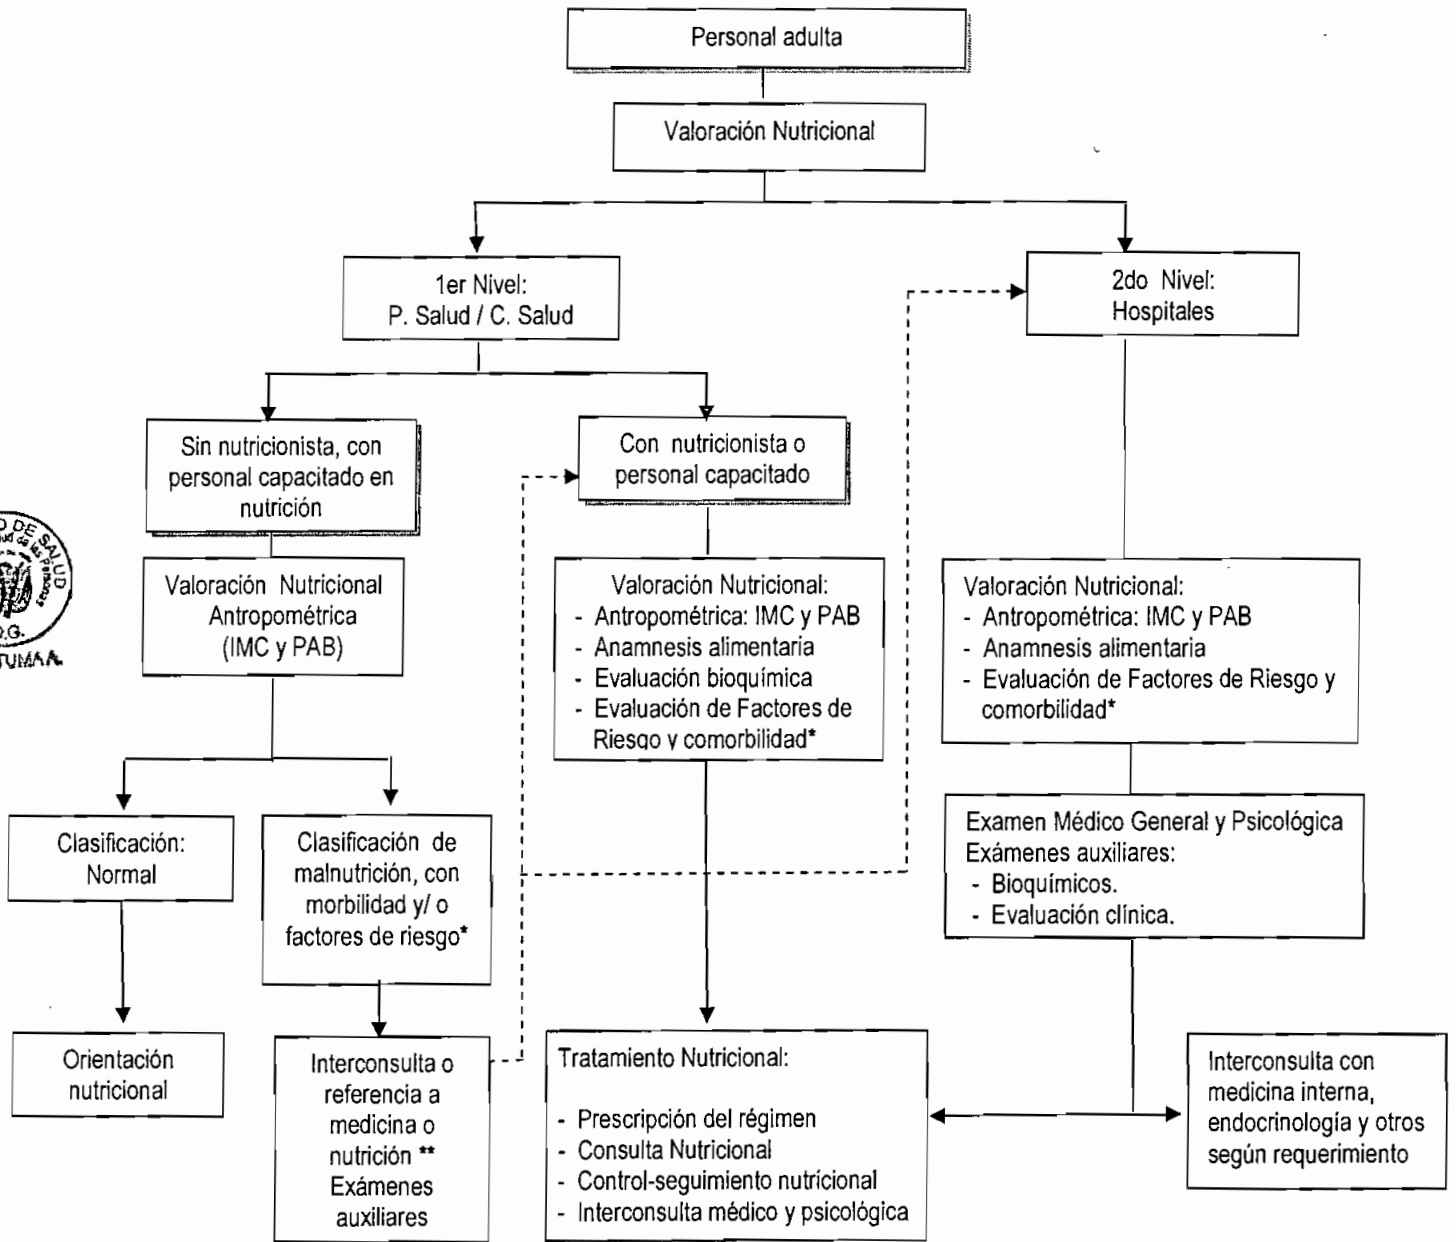 Personal adulta
Valoración Nutricional
1er Nivel:
P. Salud / C. Salud
2do Nivel:
Hospitales
Sin nutricionista, con
personal capacitado en
nutrición
Con nutricionista o
personal capacitado
Valoración Nutricional
Antropométrica
(IMC y PAB)
Valoración Nutricional:
- Antropométrica: IMC y PAB
- Anamnesis alimentaria
- Evaluación bioquímica
- Evaluación de Factores de
Riesgo y comorbilidad*
Valoración Nutricional:
- Antropométrica: IMC y PAB
- Anamnesis alimentaria
- Evaluación de Factores de Riesgo y
comorbilidad*
Clasificación:
Normal
Clasificación de
malnutrición, con
morbilidad y/ o
factores de riesgo*
Examen Médico General y Psicológica
Exámenes auxiliares:
- Bioquímicos.
- Evaluación clínica.
Orientación
nutricional
Interconsulta o
referencia a
medicina o
nutrición **
Exámenes
auxiliares
Tratamiento Nutricional:
- Prescripción del régimen
- Consulta Nutricional
- Control-seguimiento nutricional
- Interconsulta médico y psicológica
Interconsulta con
medicina interna,
endocrinología y otros
según requerimiento
DE SALUD